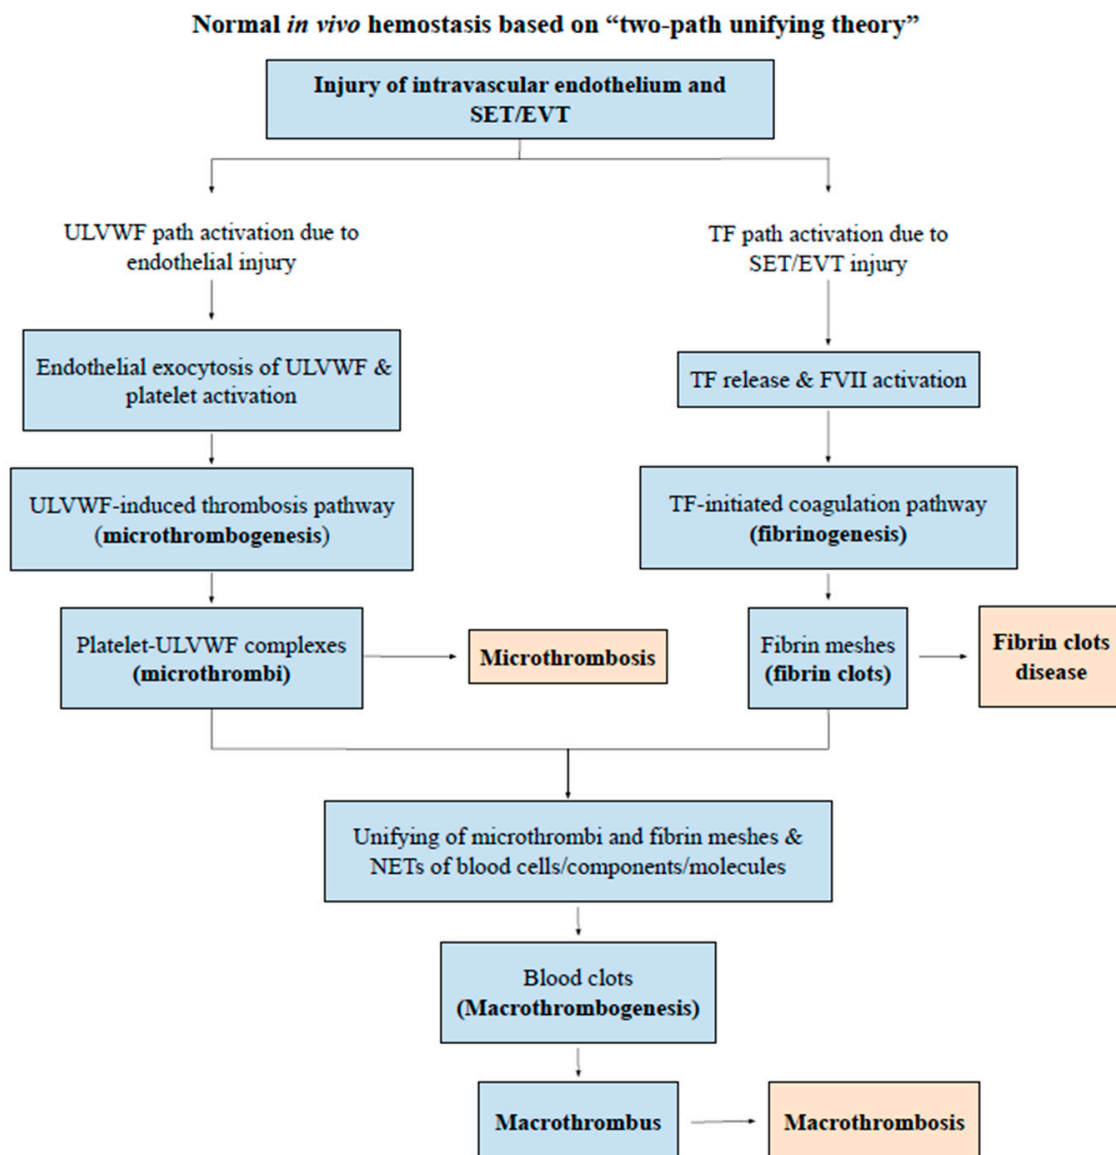 Normal in vivo hemostasis based on “two-path unifying theory”
Injury of intravascular endothelium and
SET/EVT
ULVWF path activation due to
endothelial injury
TF path activation due to
SET/EVT injury
Endothelial exocytosis of ULVWF &
platelet activation
TF release & FVII activation
ULVWF-induced thrombosis pathway
(microthrombogenesis)
TF-initiated coagulation pathway
(fibrinogenesis)
Platelet-ULVWF complexes
(microthrombi)
Microthrombosis
Fibrin meshes
(fibrin clots)
Fibrin clots
disease
Unifying of microthrombi and fibrin meshes &
NETs of blood cells/components/molecules
Blood clots
(Macrothrombogenesis)
Macrothrombus
Macrothrombosis